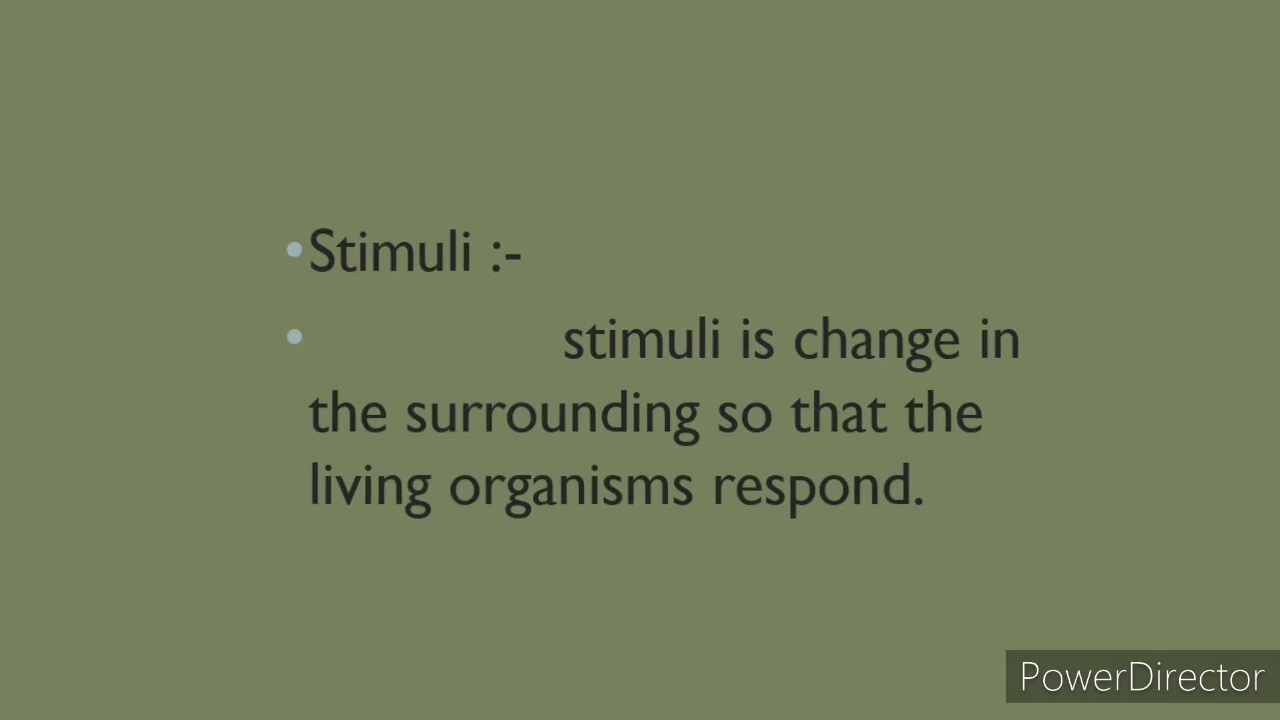 •Stimuli :-
• stimuli is change in
the surrounding so that the
living organisms respond.
PowerDirector